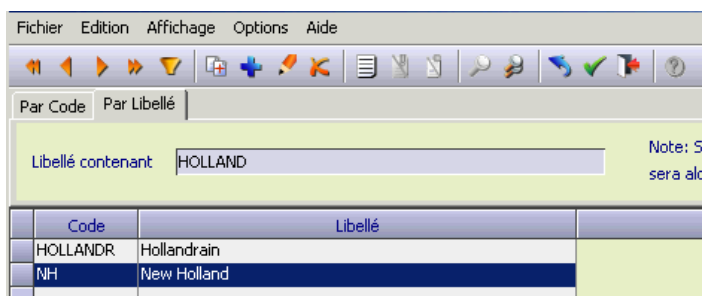 Fichier Edition Affichage Options Aide
Par Code Par Libellé
Libellé contenant HOLLAND
Note: S
sera alo
Code Libellé
HOLLANDR Hollandrain
NH New Holland